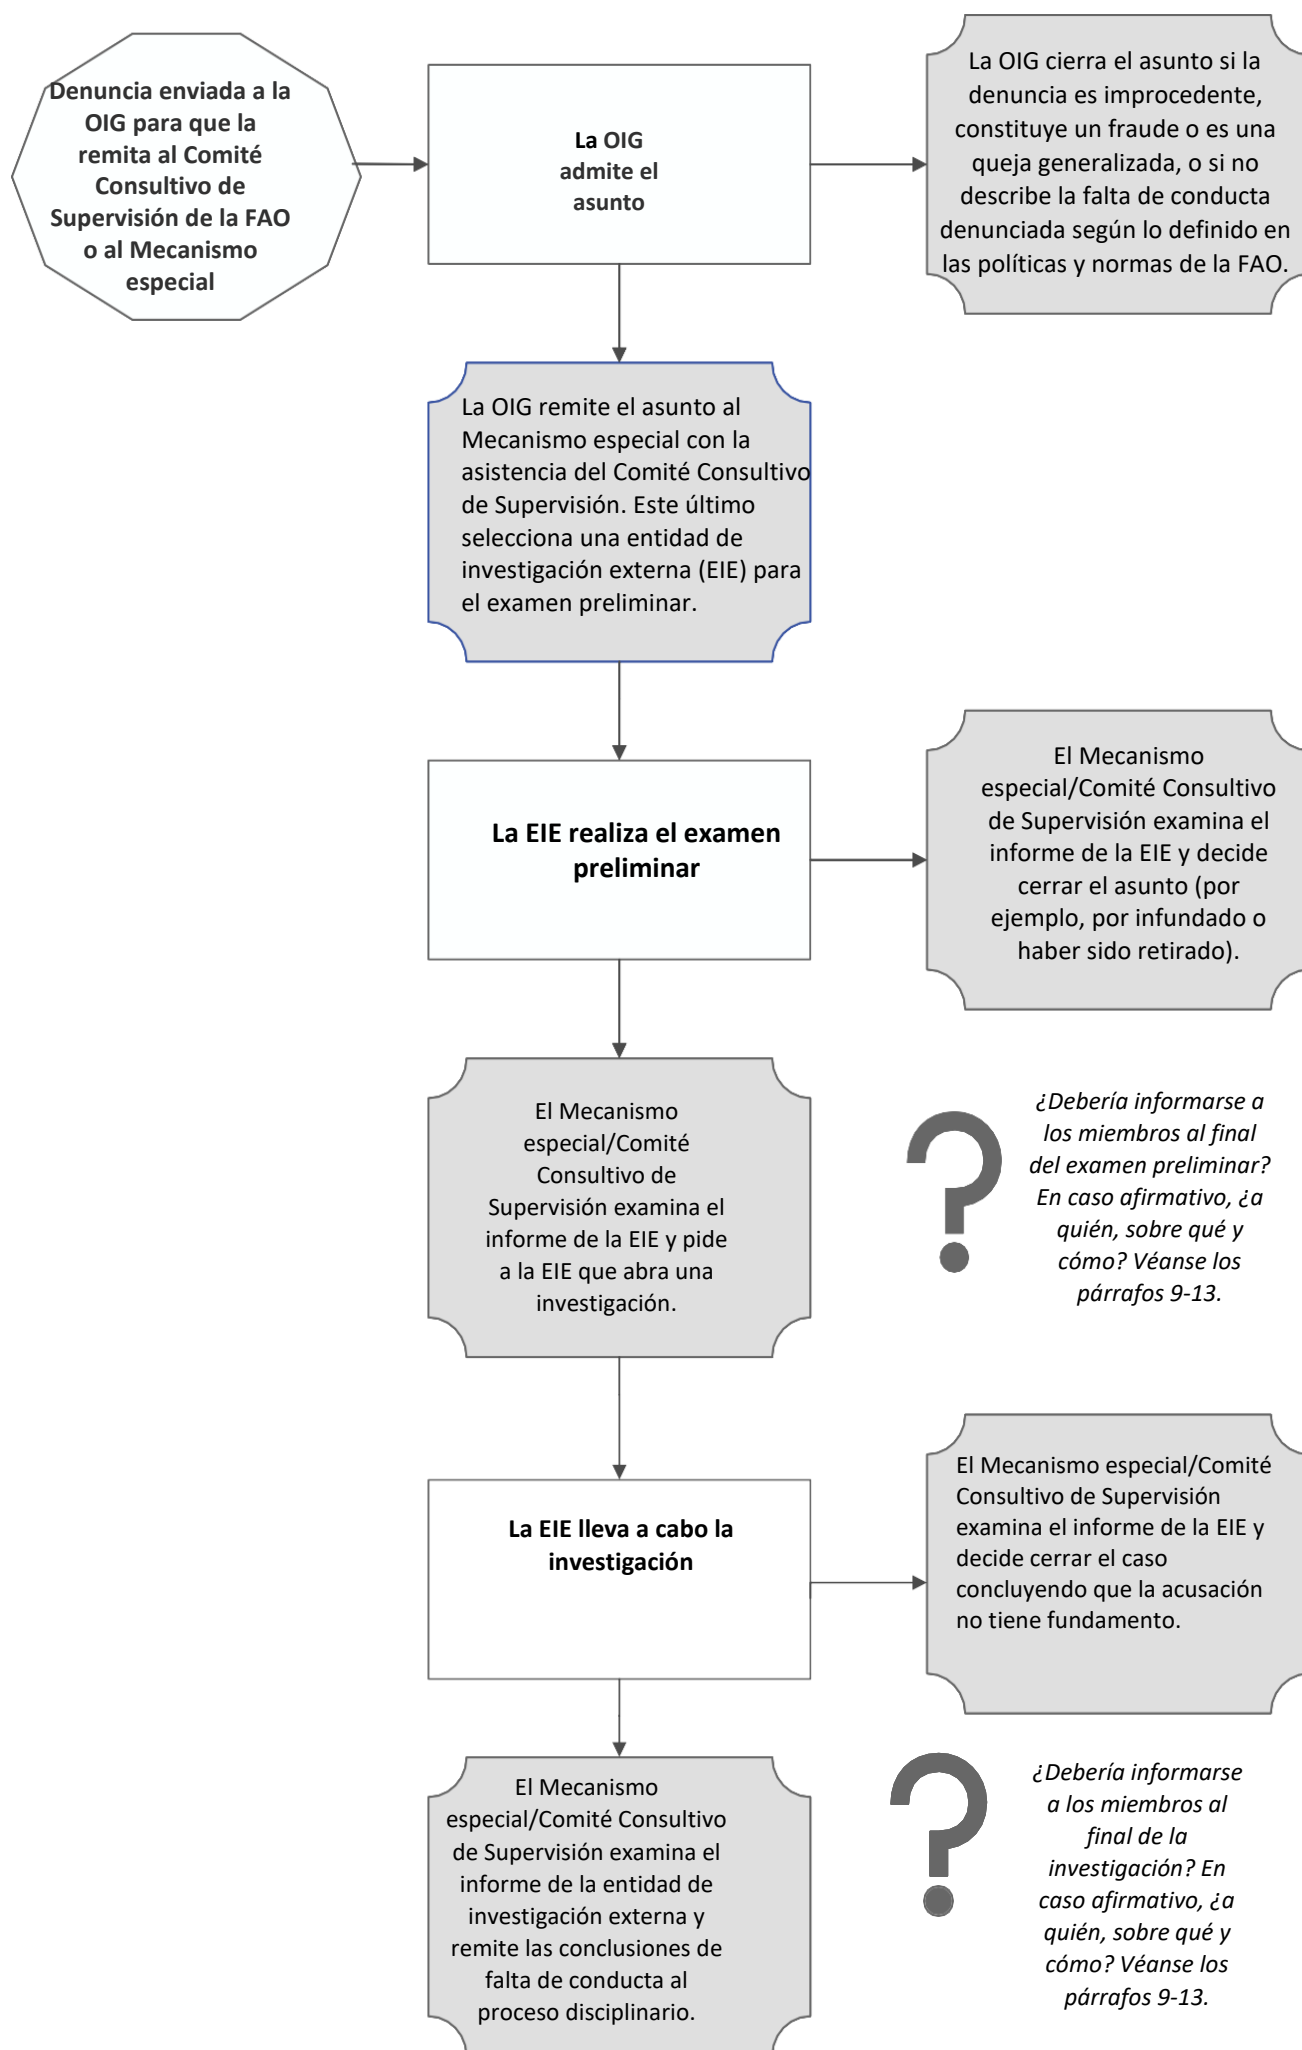 Denuncia enviada a la
OIG para que la
remita al Comité
Consultivo de
Supervisión de la FAO
o al Mecanismo
especial
La OIG
admite el
asunto
La OIG cierra el asunto si la
denuncia es improcedente,
constituye un fraude o es una
queja generalizada, o si no
describe la falta de conducta
denunciada según lo definido en
las políticas y normas de la FAO.
La OIG remite el asunto al
Mecanismo especial con la
asistencia del Comité Consultivo
de Supervisión. Este último
selecciona una entidad de
investigación externa (EIE) para
el examen preliminar.
La EIE realiza el examen
preliminar
El Mecanismo
especial/Comité Consultivo
de Supervisión examina el
informe de la EIE y decide
cerrar el asunto (por
ejemplo, por infundado o
haber sido retirado).
El Mecanismo
especial/Comité
Consultivo de
Supervisión examina el
informe de la EIE y pide
a la EIE que abra una
investigación.
?
¿Debería informarse a
los miembros al final
del examen preliminar?
En caso afirmativo, ¿a
quién, sobre qué y
cómo? Véanse los
párrafos 9-13.
La EIE lleva a cabo la
investigación
El Mecanismo especial/Comité
Consultivo de Supervisión
examina el informe de la EIE y
decide cerrar el caso
concluyendo que la acusación
no tiene fundamento.
El Mecanismo
especial/Comité Consultivo
de Supervisión examina el
informe de la entidad de
investigación externa y
remite las conclusiones de
falta de conducta al
proceso disciplinario.
?
¿Debería informarse
a los miembros al
final de la
investigación? En
caso afirmativo, ¿a
quién, sobre qué y
cómo? Véanse los
párrafos 9-13.